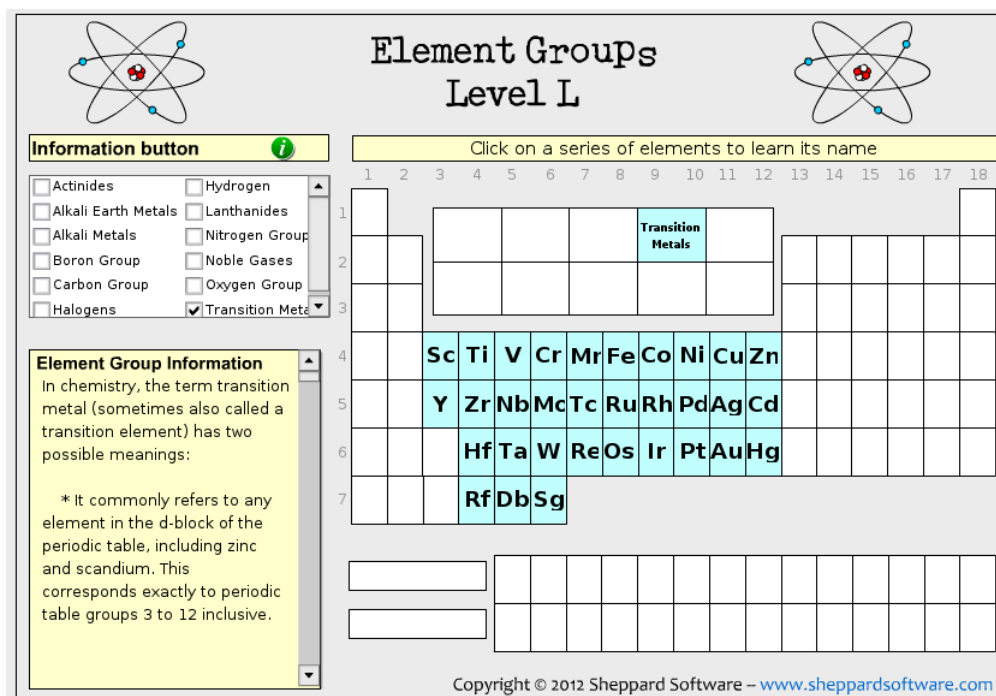 Element Groups
Level L
Information button
i
Click on a series of elements to learn its name
Actinides
Hydrogen
Alkali Earth Metals
Lanthanides
Alkali Metals
Nitrogen Group
Boron Group
Noble Gases
Carbon Group
Oxygen Group
Halogens
Transition Meta
Element Group Information
In chemistry, the term transition
metal (sometimes also called a
transition element) has two
possible meanings:
* It commonly refers to any
element in the d-block of the
periodic table, including zinc
and scandium. This
corresponds exactly to periodic
table groups 3 to 12 inclusive.
1 2 3 4 5 6 7 8 9 10 11 12 13 14 15 16 17 18
1
Transition
Metals
2
3
4 Sc Ti V Cr Mn Fe Co Ni Cu Zn
5 Y Zr Nb Mo Tc Ru Rh Pd Ag Cd
6 Hf Ta W Re Os Ir Pt Au Hg
7 Rf Db Sg
Copyright © 2012 Sheppard Software – www.sheppardsoftware.com